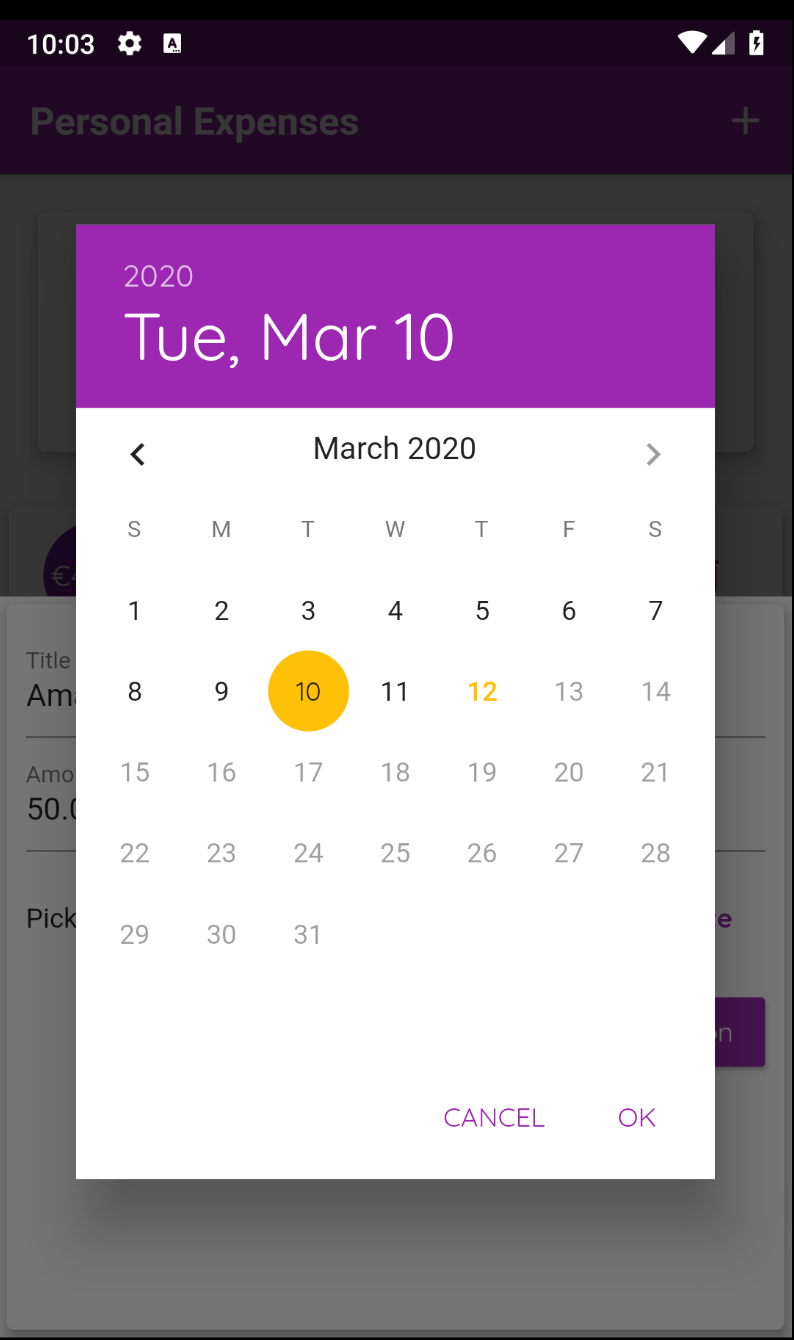 10:03
Personal Expenses +
2020
Tue, Mar 10
March 2020
S M T W T F S
1 2 3 4 5 6 7
8 9 10 11 12 13 14
15 16 17 18 19 20 21
22 23 24 25 26 27 28
29 30 31
Title
50.0
Pick
CANCEL OK